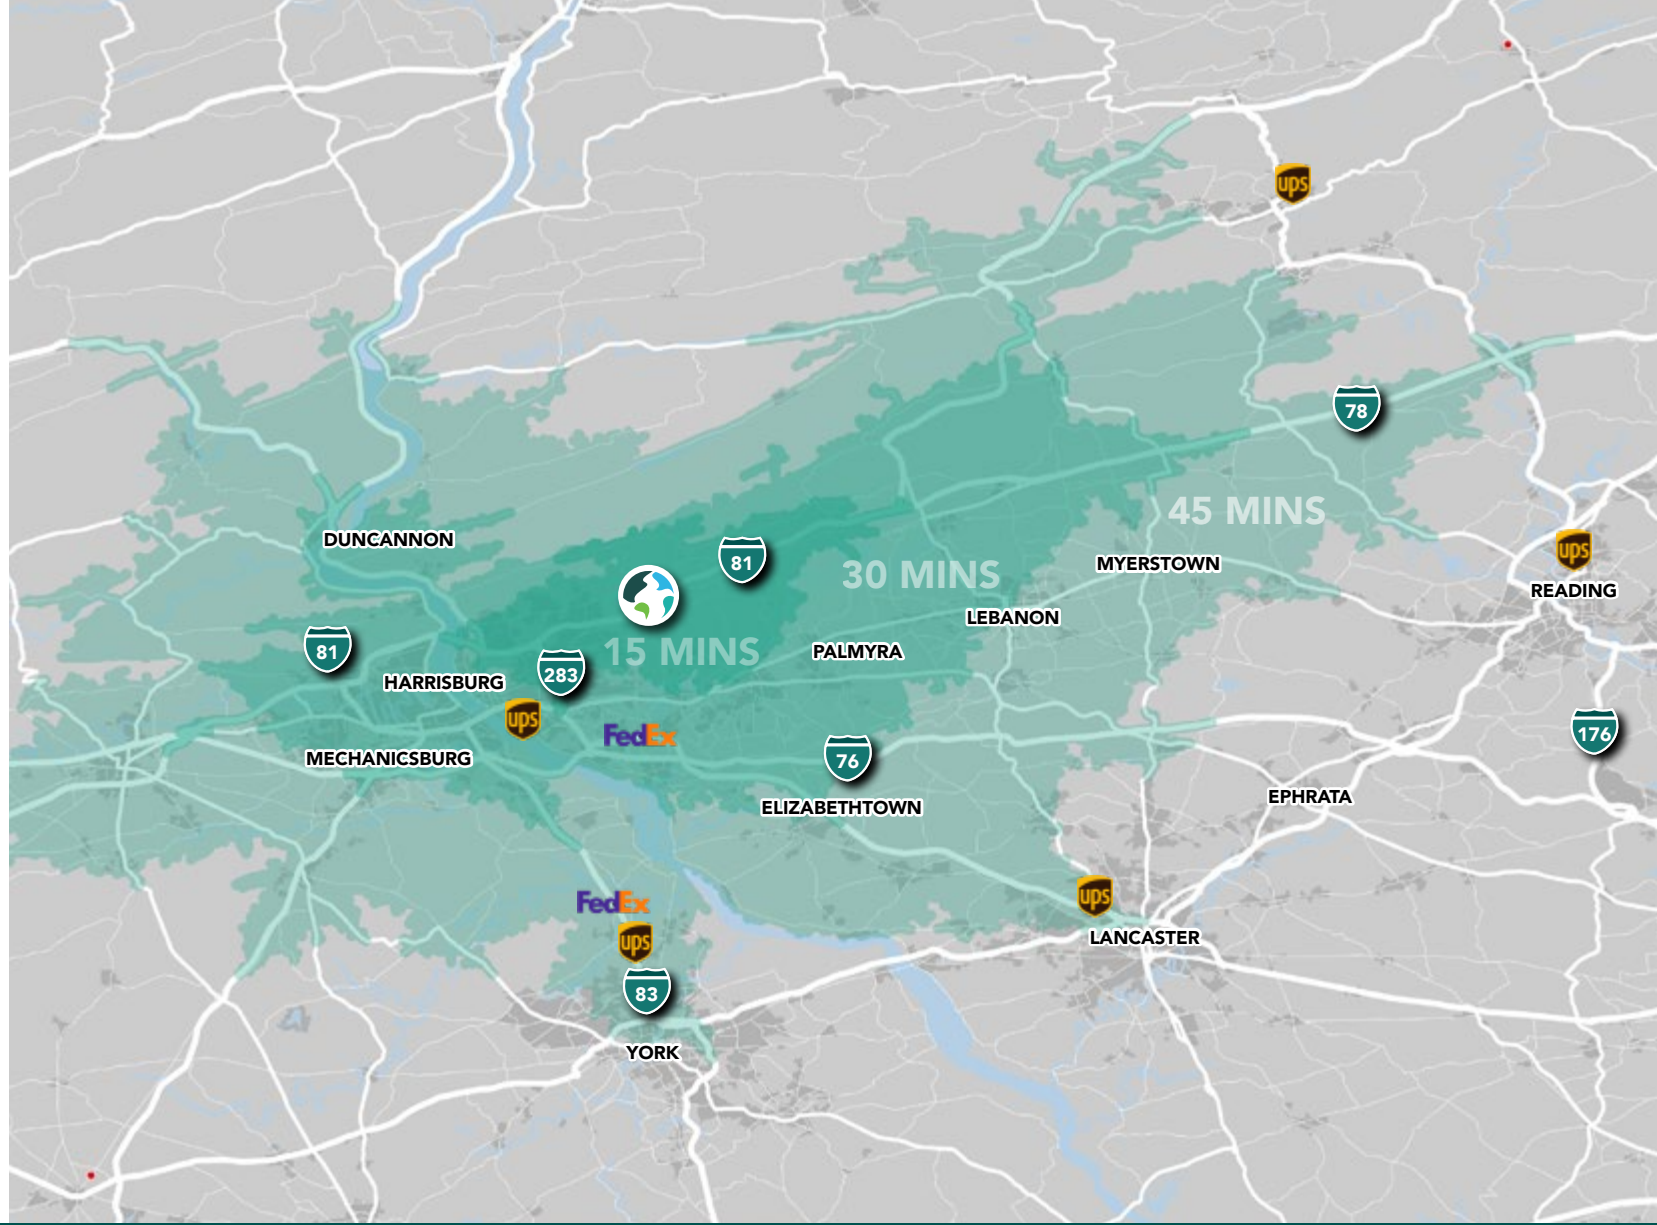 ups
78
45 MINS
DUNCANNON
81
ups
MYERSTOWN
30 MINS
READING
LEBANON
81
15 MINS
PALMYRA
283
HARRISBURG
ups
FedEx
176
76
MECHANICSBURG
EPHRATA
ELIZABETHTOWN
ups
FedEx
ups
LANCASTER
83
YORK